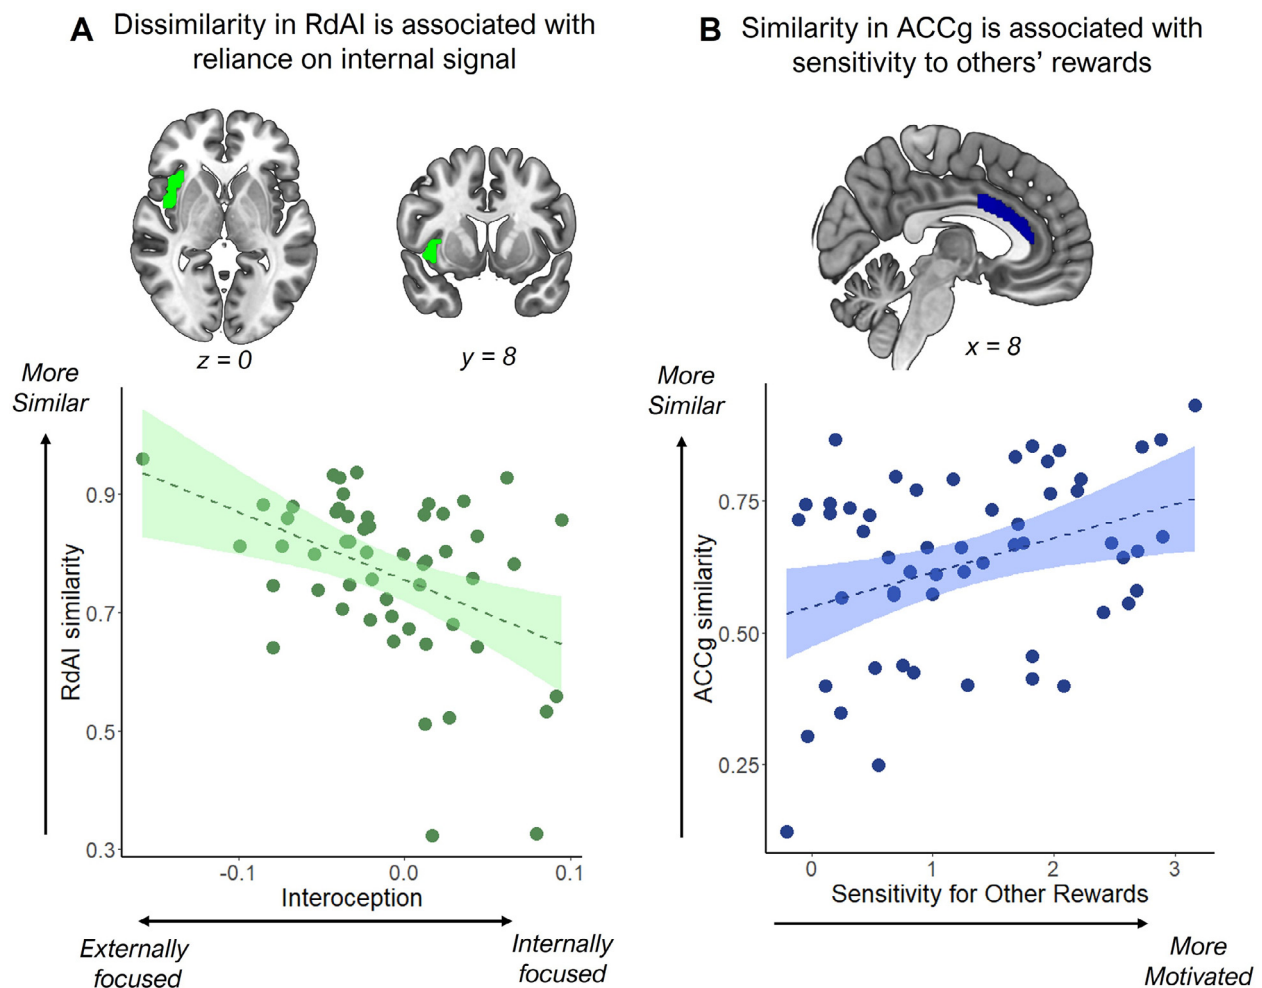 A Dissimilarity in RdAI is associated with
reliance on internal signal
z = 0
y = 8
More
Similar
RdAI similarity
0.9
0.7
0.5
0.3
-0.1
0.0
0.1
Interoception
Externally
focused
Internally
focused
B Similarity in ACCg is associated with
sensitivity to others’ rewards
x = 8
More
Similar
ACCg similarity
0.75
0.50
0.25
0
1
2
3
Sensitivity for Other Rewards
More
Motivated